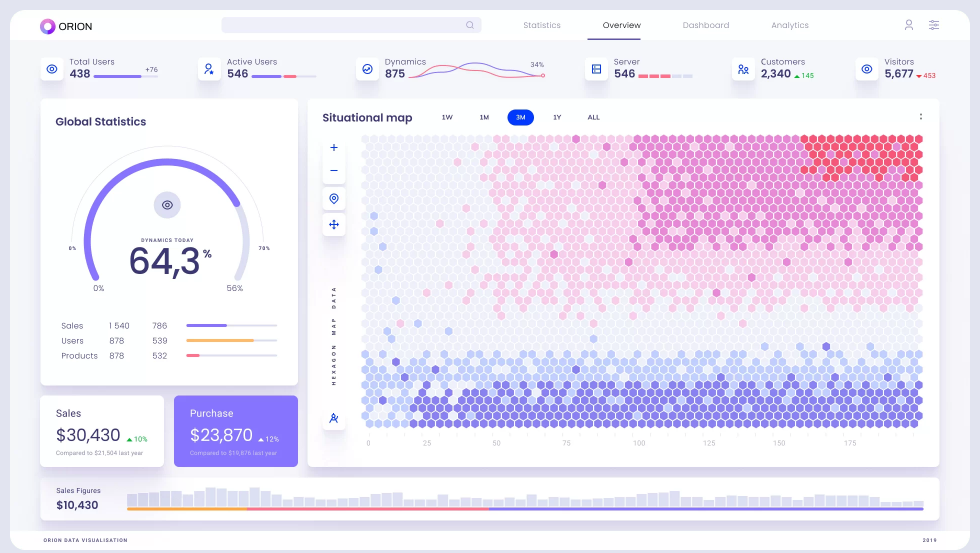 ORION
Statistics
Overview
Dashboard
Analytics
Total Users
438
+76
Active Users
546
Dynamics
875
34%
Server
546
Customers
2,340 145
Visitors
5,677 453
Global Statistics
DYNAMICS TODAY
64,3%
0%
70%
0%
56%
Sales 1 540 786
Users 878 539
Products 878 532
Situational map
1W 1M 3M 1Y ALL
HEXAGON MAP DATA
0 25 50 75 100 125 150 175
Sales
$30,430 10%
Compared to $21,504 last year
Purchase
$23,870 12%
Compared to $19,876 last year
Sales Figures
$10,430
ORION DATA VISUALISATION
2019